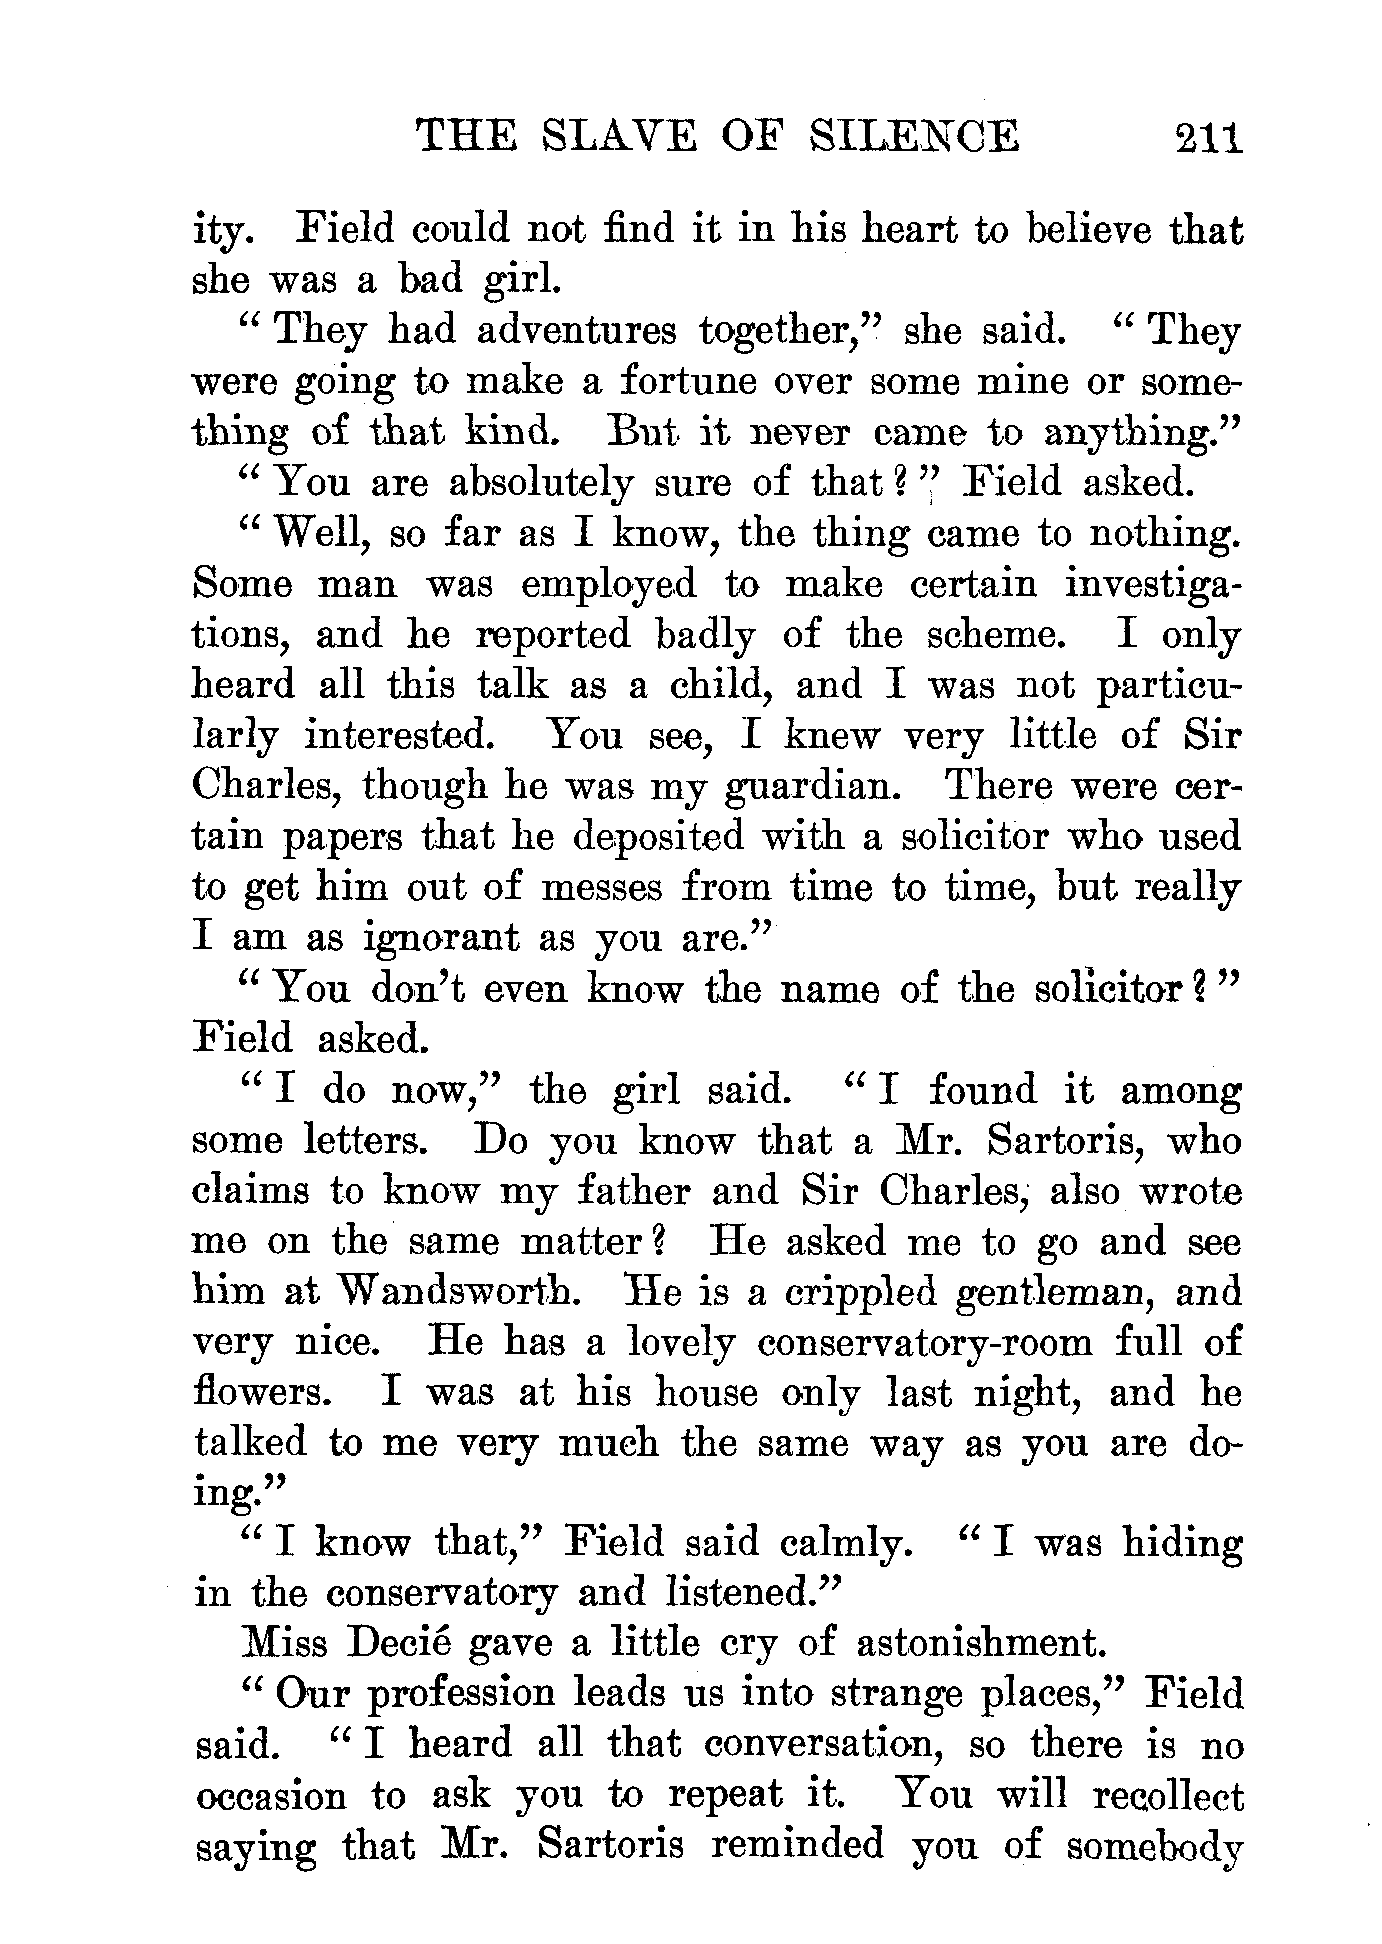 THE SLAVE OF SILENCE 211
ity. Field could not find it in his heart to believe that
she was a bad girl.
“ They had adventures together,” she said. “ They
were going to make a fortune over some mine or some-
thing of that kind. But it never came to anything.”
“ You are absolutely sure of that ? ” Field asked.
“ Well, so far as I know, the thing came to nothing.
Some man was employed to make certain investiga-
tions, and he reported badly of the scheme. I only
heard all this talk as a child, and I was not particu-
larly interested. You see, I knew very little of Sir
Charles, though he was my guardian. There were cer-
tain papers that he deposited with a solicitor who used
to get him out of messes from time to time, but really
I am as ignorant as you are.”
“ You don’t even know the name of the solicitor ? ”
Field asked.
“ I do now,” the girl said. “ I found it among
some letters. Do you know that a Mr. Sartoris, who
claims to know my father and Sir Charles, also wrote
me on the same matter ? He asked me to go and see
him at Wandsworth. He is a crippled gentleman, and
very nice. He has a lovely conservatory-room full of
flowers. I was at his house only last night, and he
talked to me very much the same way as you are do-
ing.”
“ I know that,” Field said calmly. “ I was hiding
in the conservatory and listened.”
Miss Decié gave a little cry of astonishment.
“ Our profession leads us into strange places,” Field
said. “ I heard all that conversation, so there is no
occasion to ask you to repeat it. You will recollect
saying that Mr. Sartoris reminded you of somebody